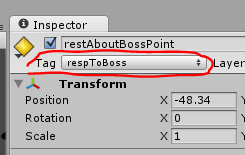 Inspector
restAboutBossPoint
Tag respToBoss Layer
Transform
Position X -48.34
Rotation X 0
Scale X 1